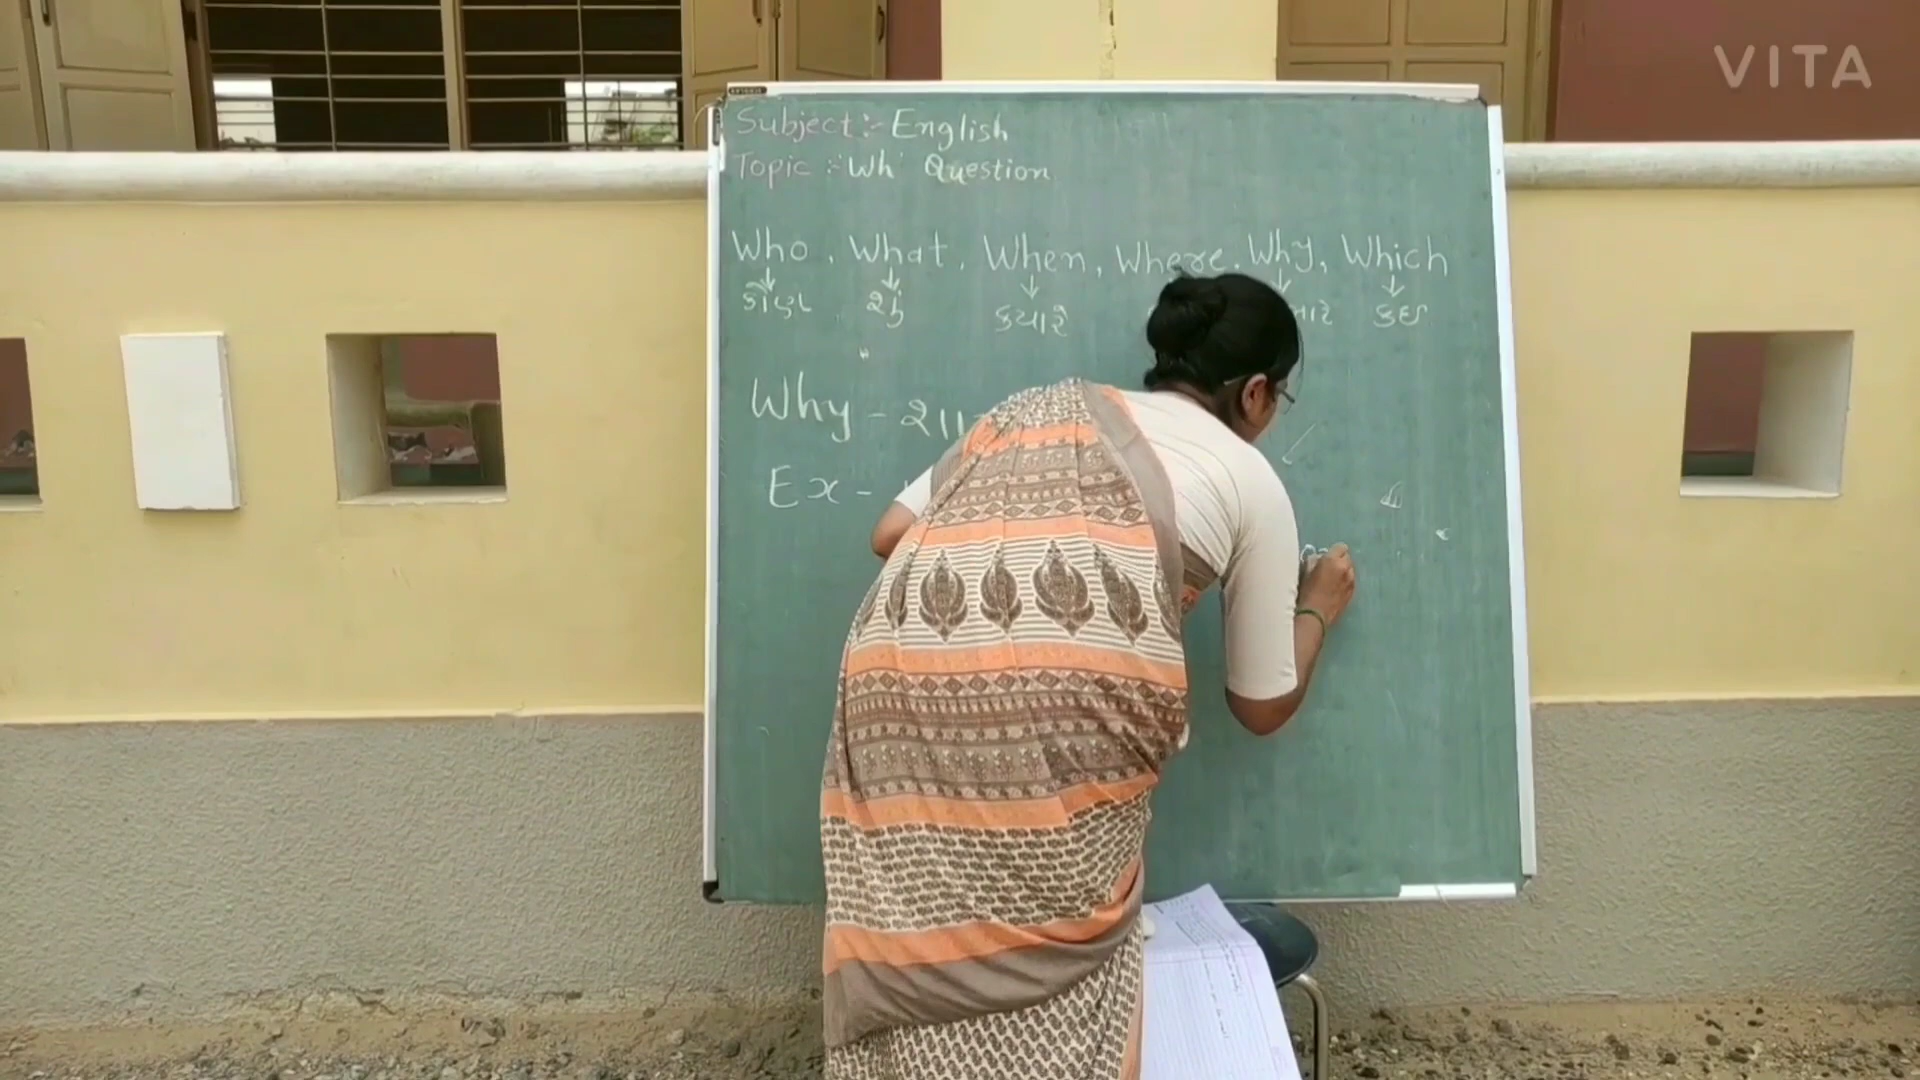 VITA
Subject :- English
Topic :- Wh' Question
Who, What, When, Where, Why, Which
કોણ શું ક્યારે કઇ
Why -
Ex -